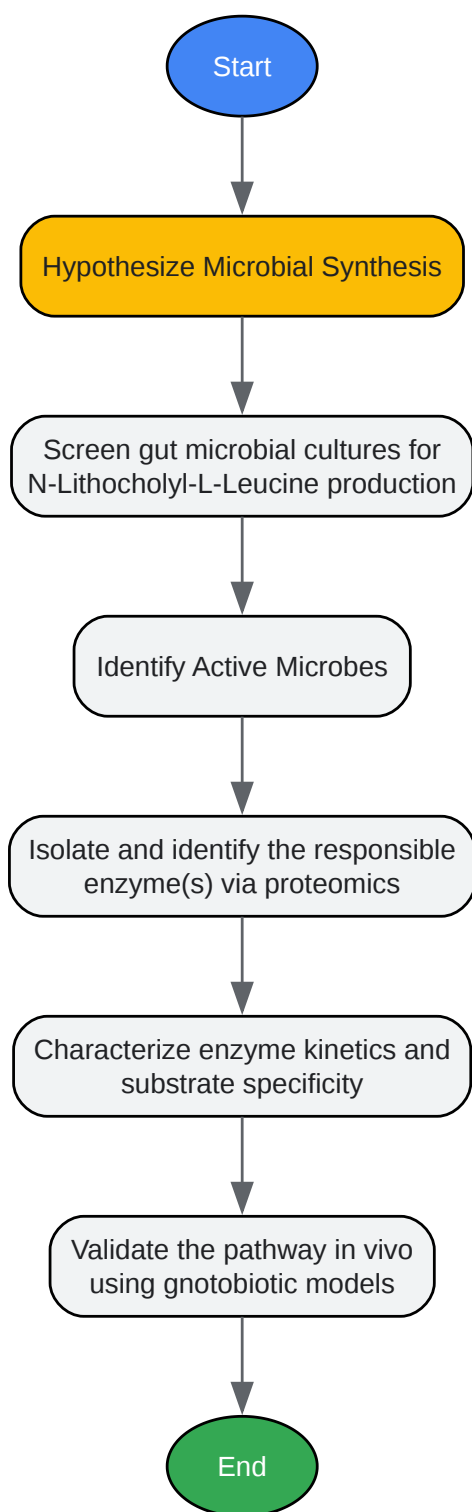 Start
Hypothesize Microbial Synthesis
Screen gut microbial cultures for
N-Lithocholyl-L-Leucine production
Identify Active Microbes
Isolate and identify the responsible
enzyme(s) via proteomics
Characterize enzyme kinetics and
substrate specificity
Validate the pathway in vivo
using gnotobiotic models
End